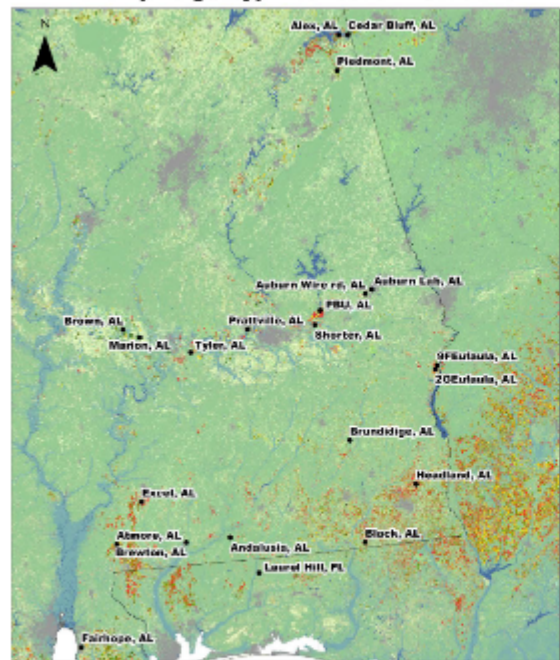 N
Alex, AL
Cedar Bluff, AL
Piedmont, AL
Auburn Wire rd, AL
Auburn Lab, AL
PBU, AL
Brown, AL
Prattville, AL
Shorter, AL
Marion, AL
Tyler, AL
9FEufaula, AL
20Eufaula, AL
Brundidge, AL
Headland, AL
Excel, AL
Atmore, AL
Black, AL
Brewton, AL
Andalusia, AL
Laurel Hill, FL
Fairhope, AL